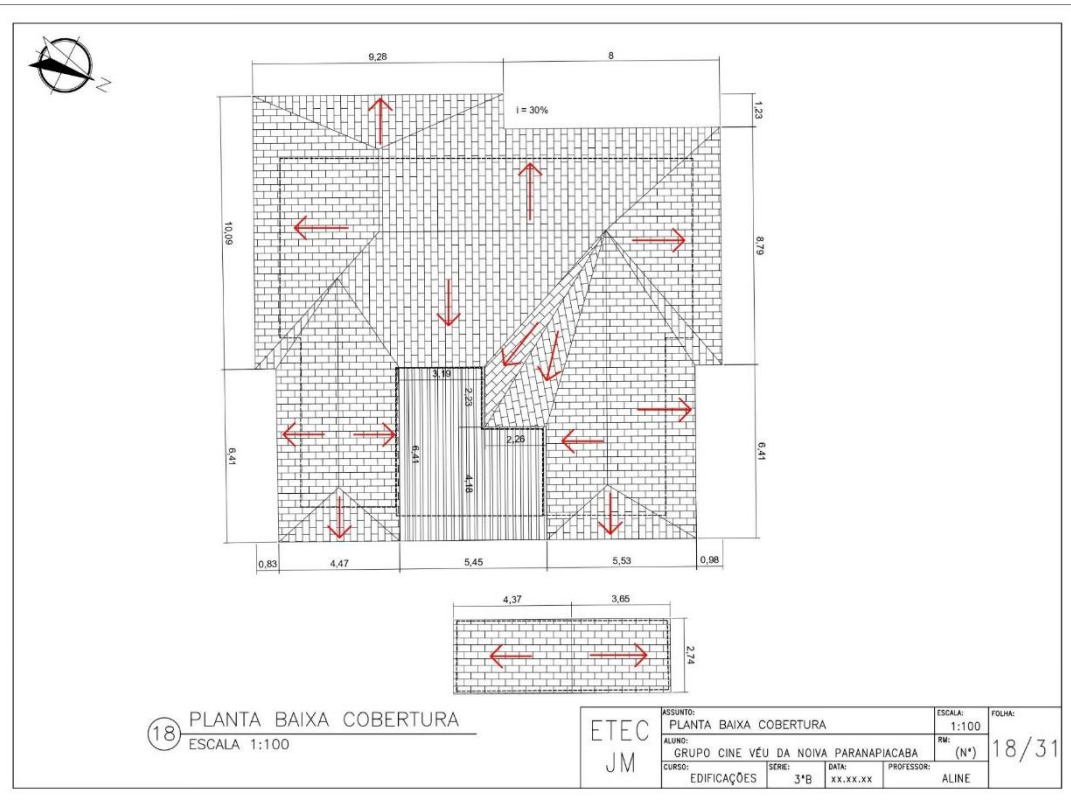 N
9,28
8
i = 30%
1,23
10,09
8,79
3,19
2,23
2,26
6,41
6,41
4,18
6,41
0,83
4,47
5,45
5,53
0,98
4,37
3,65
2,74
18
PLANTA BAIXA COBERTURA
ESCALA 1:100
ETEC
JM
ASSUNTO:
PLANTA BAIXA COBERTURA
ESCALA:
1:100
FOLHA:
18/31
ALUNO:
GRUPO CINE VÉU DA NOIVA PARANAPIACABA
RM:
(N°)
CURSO:
EDIFICAÇÕES
SÉRIE:
3°B
DATA:
xx.xx.xx
PROFESSOR:
ALINE